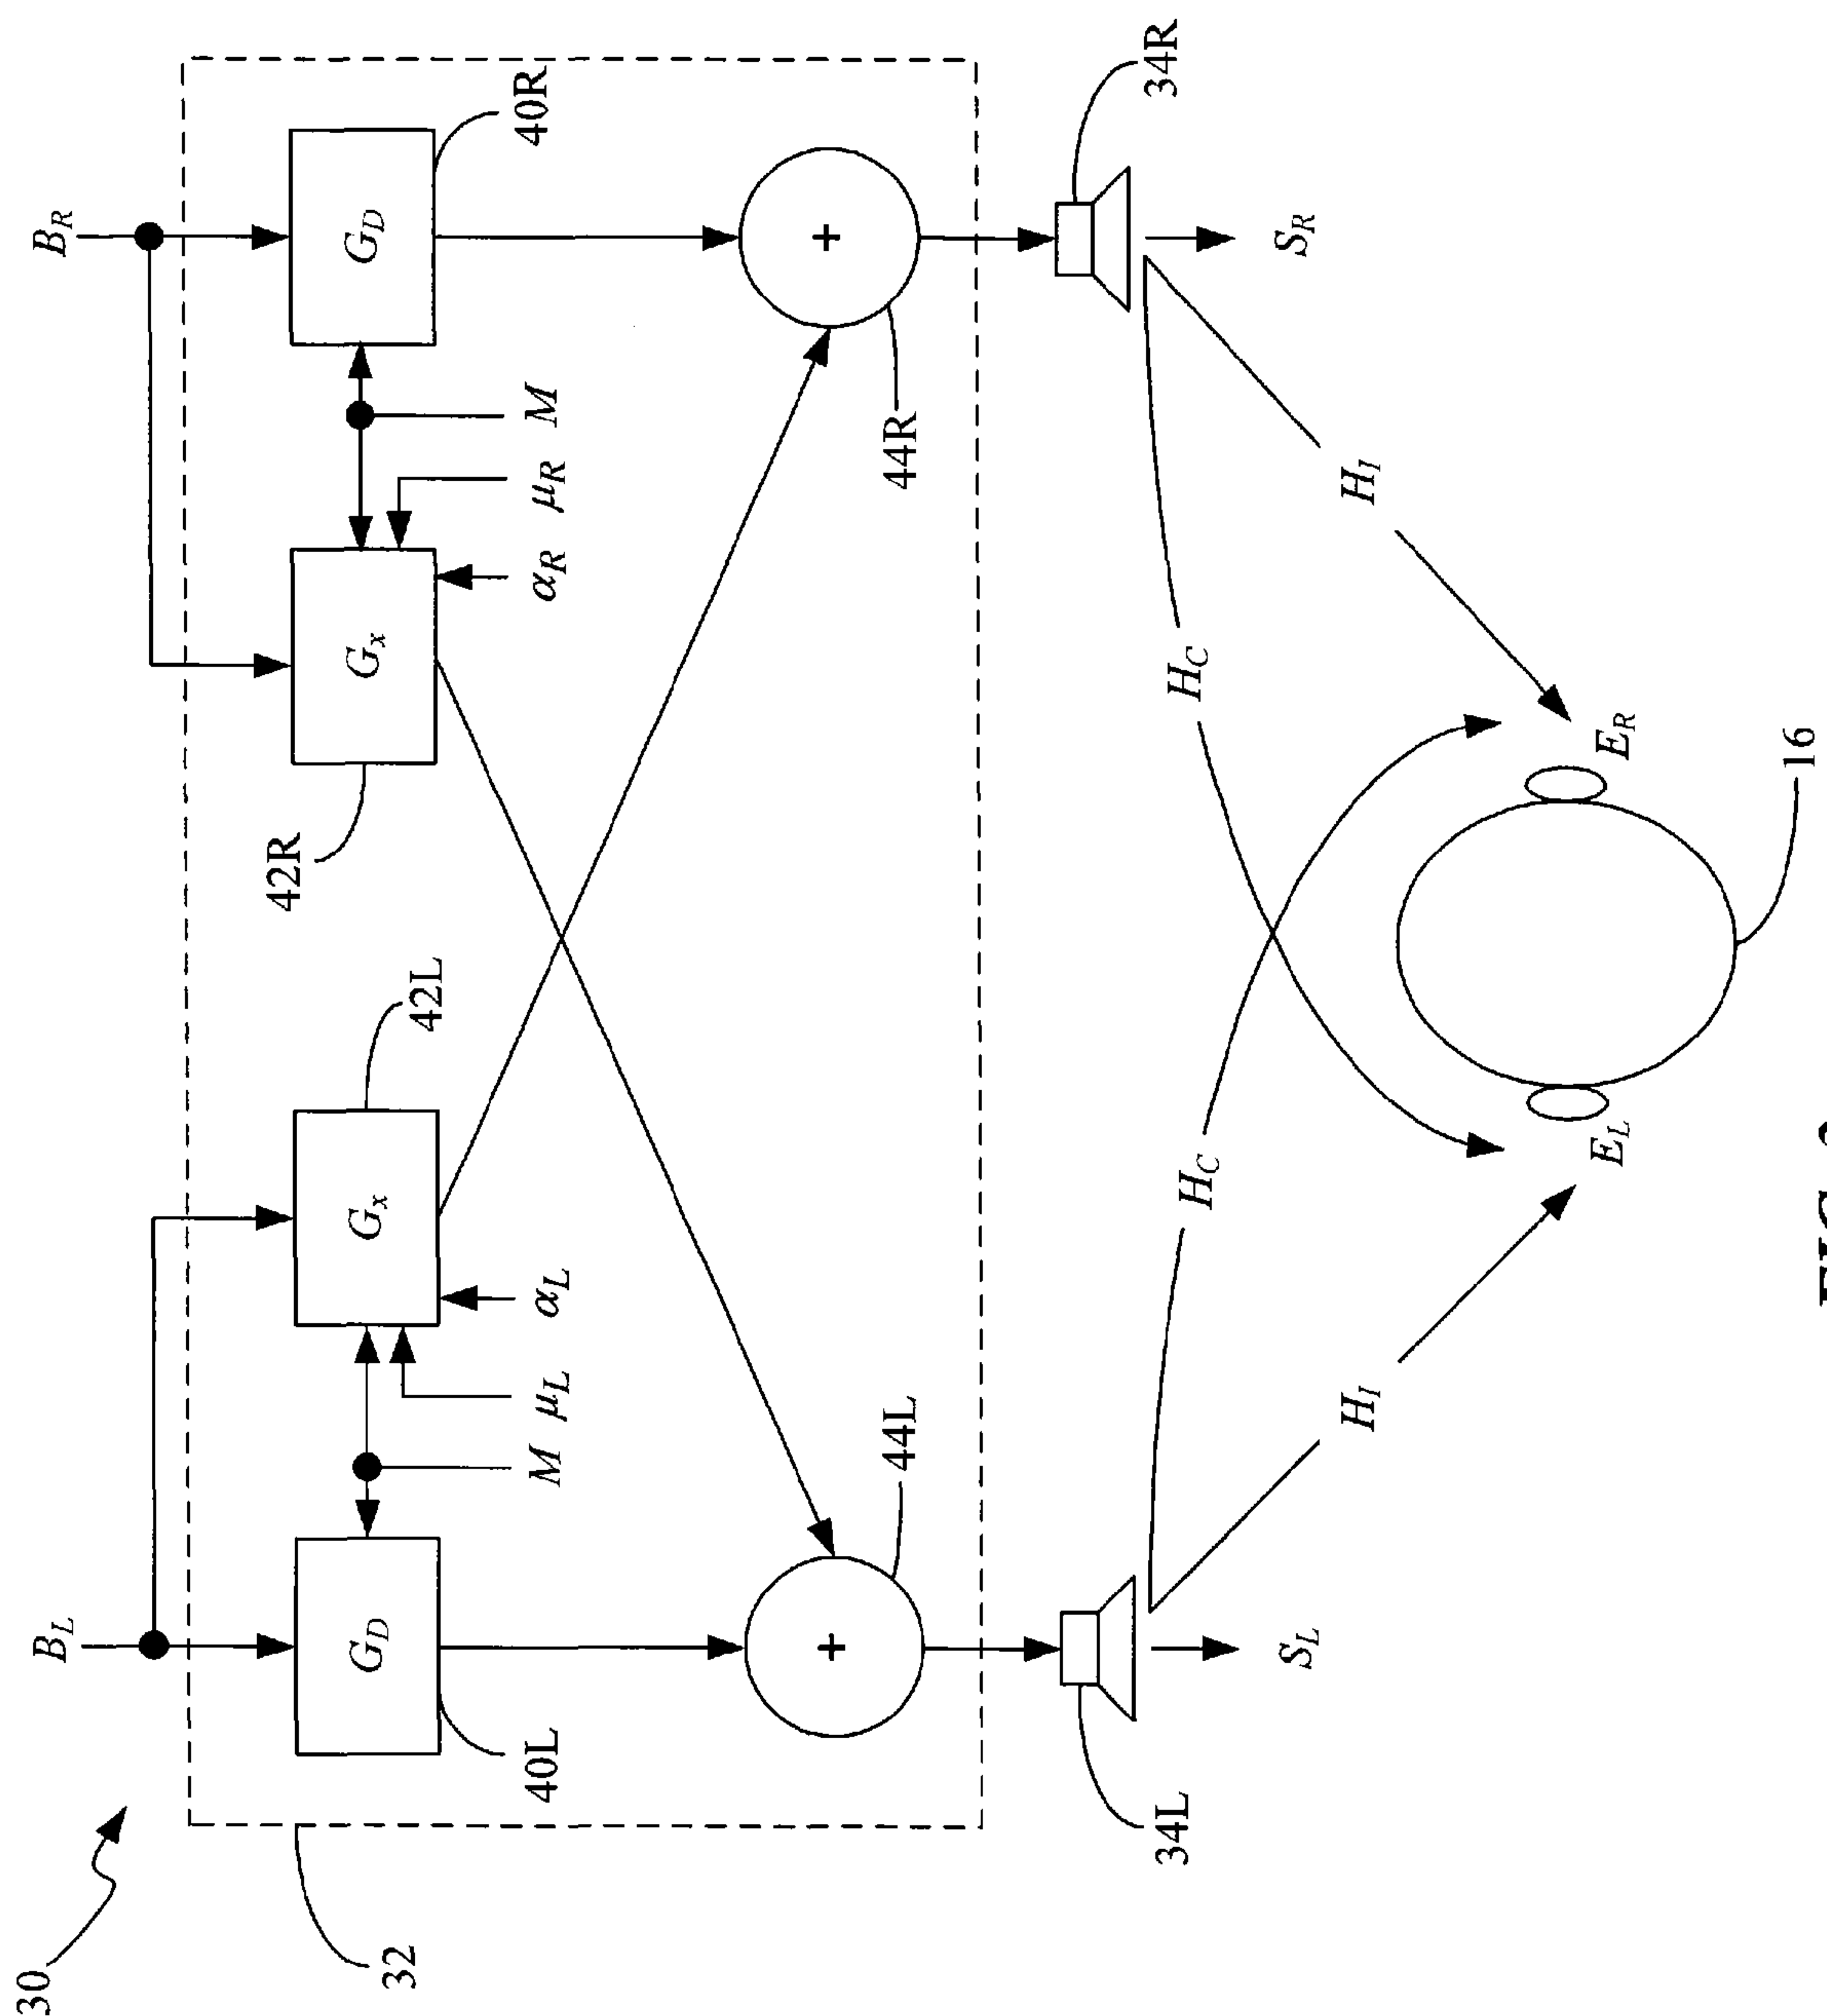 30
B_L
B_R
42R
G_D
G_x
G_x
G_D
32
42L
40L
M
μ_L
α_L
α_R
μ_R
M
40R
+
+
44L
44R
34L
34R
H_C
H_C
S_L
S_R
H_I
H_I
E_L
E_R
16